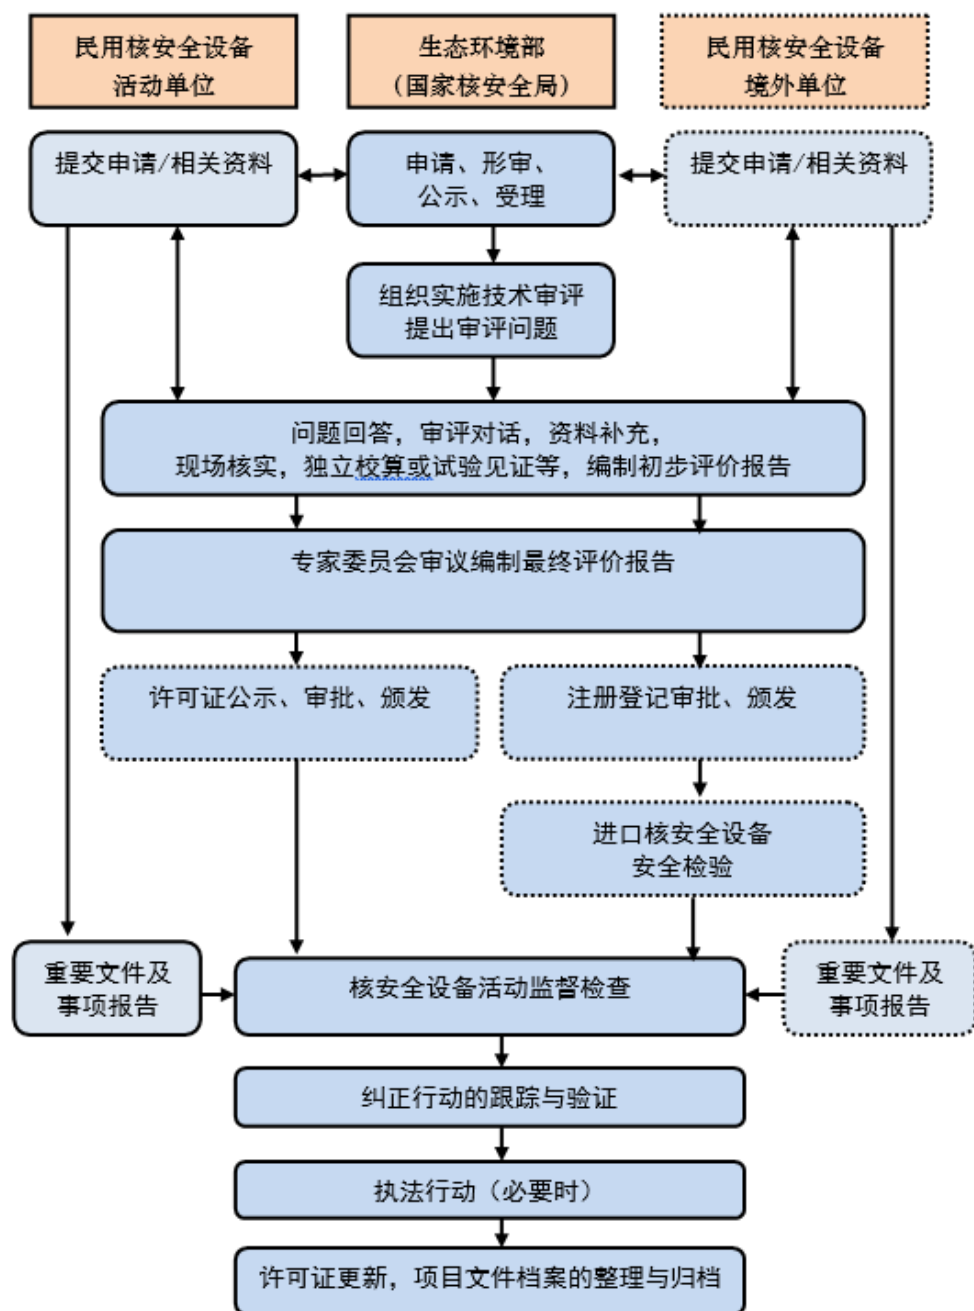 民用核安全设备
活动单位
生态环境部
（国家核安全局）
民用核安全设备
境外单位
提交申请/相关资料
申请、形审、
公示、受理
提交申请/相关资料
组织实施技术审评
提出审评问题
问题回答，审评对话，资料补充，
现场核实，独立校算或试验见证等，编制初步评价报告
专家委员会审议编制最终评价报告
许可证公示、审批、颁发
注册登记审批、颁发
进口核安全设备
安全检验
重要文件及
事项报告
核安全设备活动监督检查
重要文件及
事项报告
纠正行动的跟踪与验证
执法行动（必要时）
许可证更新，项目文件档案的整理与归档